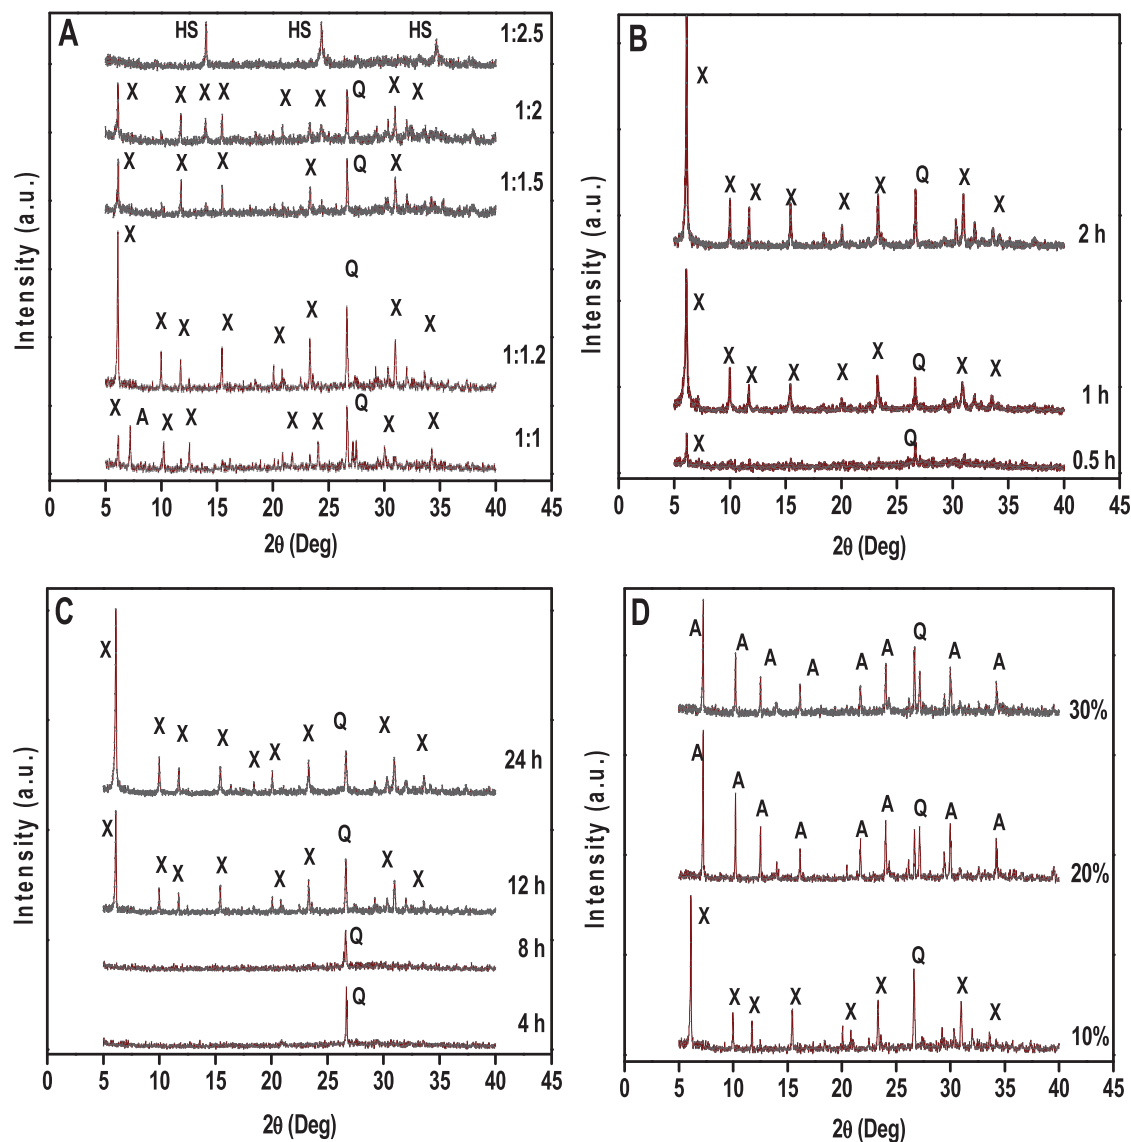 A
HS HS HS 1:2.5
X X X X X X Q X X 1:2
X X X X Q X 1:1.5
X X X X X X Q X X 1:1.2
X A X X X X Q X X 1:1
0 5 10 15 20 25 30 35 40 45
2θ (Deg)
Intensity (a.u.)
B
X X X X X X Q X X 2 h
X X X X X X Q X X 1 h
X Q 0.5 h
0 5 10 15 20 25 30 35 40 45
2θ (Deg)
Intensity (a.u.)
C
X X X X X X X Q X X 24 h
X X X X X X Q X X 12 h
Q 8 h
Q 4 h
0 5 10 15 20 25 30 35 40 45
2θ (Deg)
Intensity (a.u.)
D
A A A A A A Q A A 30%
A A A A A A Q A A 20%
X X X X X X Q X X 10%
0 5 10 15 20 25 30 35 40 45
2θ (Deg)
Intensity (a.u.)